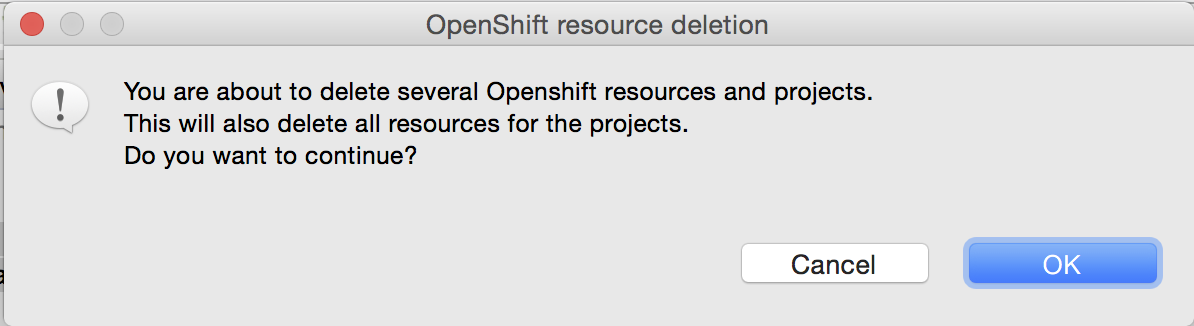 OpenShift resource deletion
You are about to delete several Openshift resources and projects.
This will also delete all resources for the projects.
Do you want to continue?
Cancel
OK